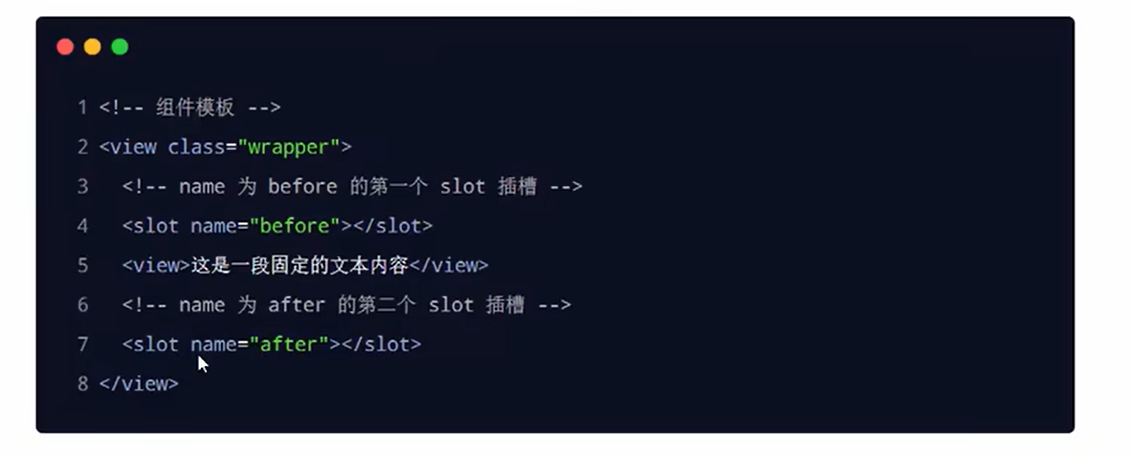 1 <!-- 组件模板 -->
2 <view class="wrapper">
3   <!-- name 为 before 的第一个 slot 插槽 -->
4   <slot name="before"></slot>
5   <view>这是一段固定的文本内容</view>
6   <!-- name 为 after 的第二个 slot 插槽 -->
7   <slot name="after"></slot>
8 </view>